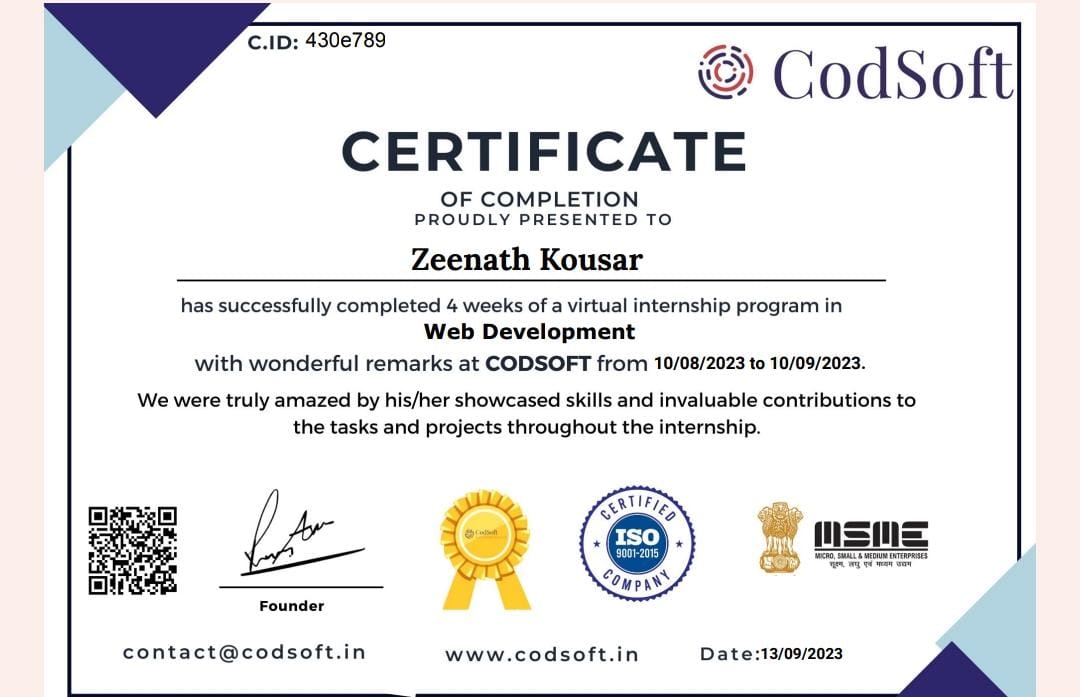 C.ID: 430e789
CodSoft
CERTIFICATE
OF COMPLETION
PROUDLY PRESENTED TO
Zeenath Kousar
has successfully completed 4 weeks of a virtual internship program in
Web Development
with wonderful remarks at CODSOFT from 10/08/2023 to 10/09/2023.
We were truly amazed by his/her showcased skills and invaluable contributions to
the tasks and projects throughout the internship.
Founder
CodSoft
CERTIFIED
ISO
9001-2015
COMPANY
MSME
MICRO, SMALL & MEDIUM ENTERPRISES
सूक्ष्म, लघु एवं मध्यम उद्यम
contact@codsoft.in
www.codsoft.in
Date:13/09/2023